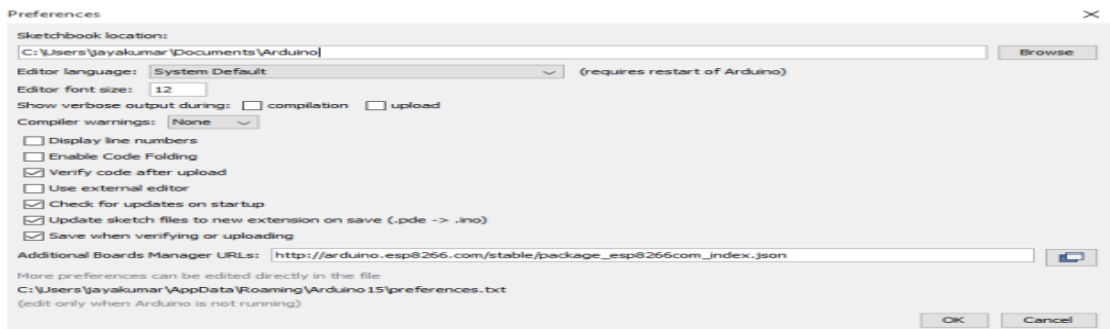 Preferences
Sketchbook location:
C:\Users\jayakumar\Documents\Arduino
Browse
Editor language: System Default (requires restart of Arduino)
Editor font size: 12
Show verbose output during: compilation upload
Compiler warnings: None
Display line numbers
Enable Code Folding
Verify code after upload
Use external editor
Check for updates on startup
Update sketch files to new extension on save (.pde -> .ino)
Save when verifying or uploading
Additional Boards Manager URLs: http://arduino.esp8266.com/stable/package_esp8266com_index.json
More preferences can be edited directly in the file
C:\Users\jayakumar\AppData\Roaming\Arduino15\preferences.txt
(edit only when Arduino is not running)
OK Cancel